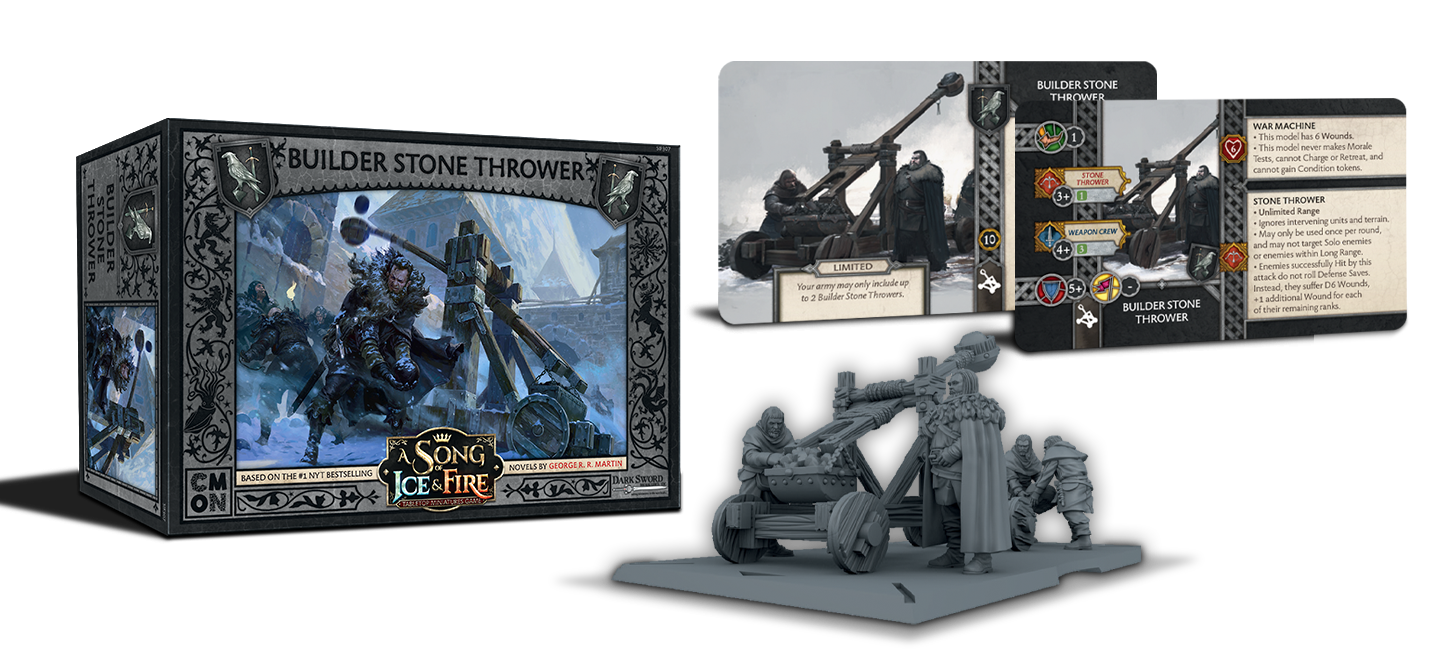 BUILDER STONE THROWER
SIF307
BUILDER
STONE
THROWER
A SONG
OF
ICE & FIRE
TABLETOP MINIATURES GAME
BASED ON THE #1 NYT BESTSELLING
NOVELS BY GEORGE R. R. MARTIN
CM
ON
DARK SWORD
BUILDER STONE
THROWER
10
LIMITED
Your army may only include up
to 2 Builder Stone Throwers.
1
STONE
THROWER
3+
1
WEAPON CREW
4+
3
5+
-
BUILDER STONE
THROWER
6
WAR MACHINE
• This model has 6 Wounds.
• This model never makes Morale
Tests, cannot Charge or Retreat, and
cannot gain Condition tokens.
STONE THROWER
• Unlimited Range
• Ignores intervening units and terrain.
• May only be used once per round,
and may not target Solo enemies
or enemies within Long Range.
• Enemies successfully Hit by this
attack do not roll Defense Saves.
Instead, they suffer D6 Wounds,
+1 additional Wound for each
of their remaining ranks.